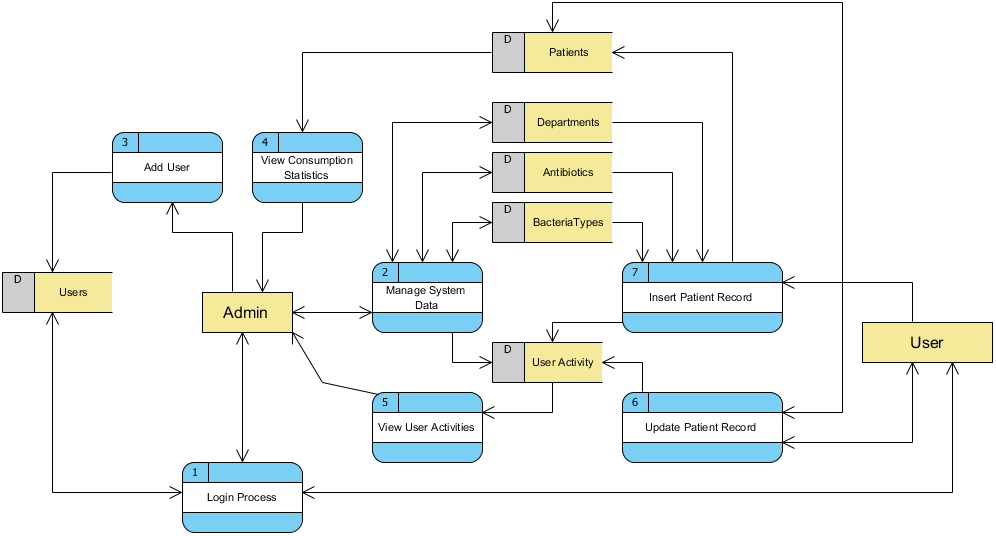 D
Patients
D
Departments
3
Add User
4
View Consumption
Statistics
D
Antibiotics
D
BacteriaTypes
D
Users
Admin
2
Manage System
Data
7
Insert Patient Record
User
D
User Activity
5
View User Activities
6
Update Patient Record
1
Login Process